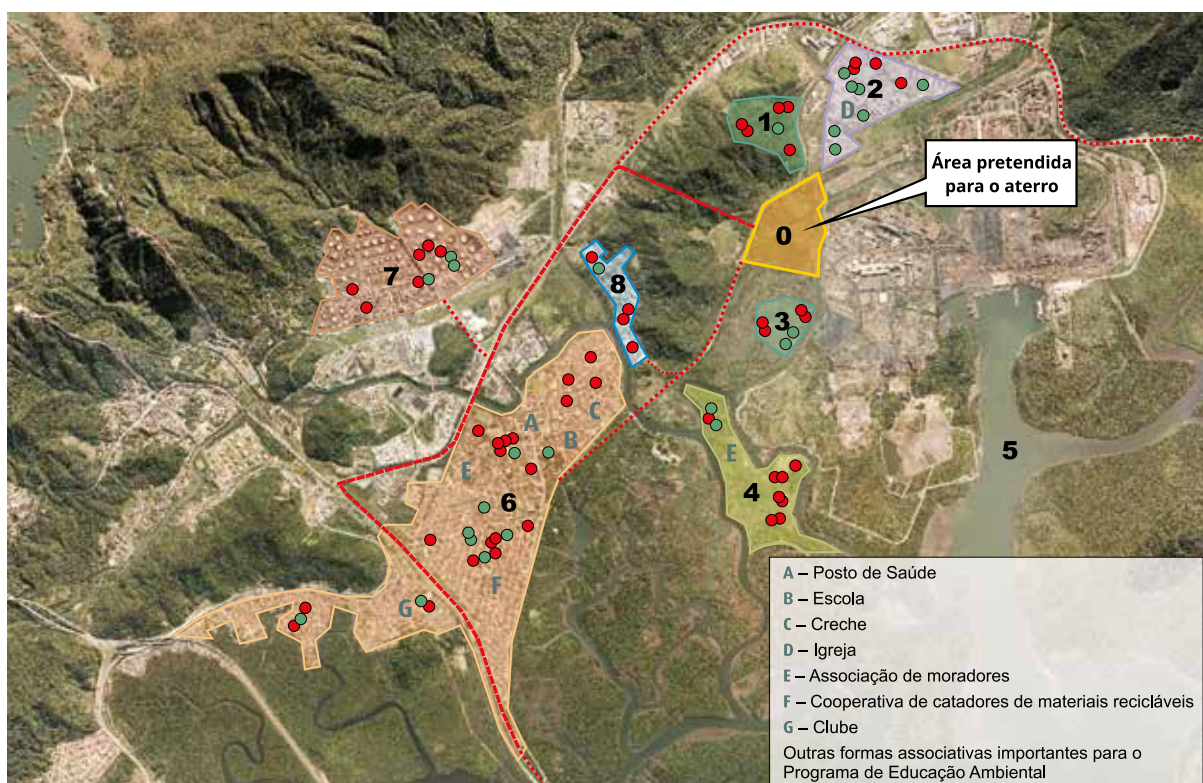 2
1
D
Área pretendida
para o aterro
0
7
8
3
A
C
B
E
E
4
5
6
F
G
A – Posto de Saúde
B – Escola
C – Creche
D – Igreja
E – Associação de moradores
F – Cooperativa de catadores de materiais recicláveis
G – Clube
Outras formas associativas importantes para o
Programa de Educação Ambiental